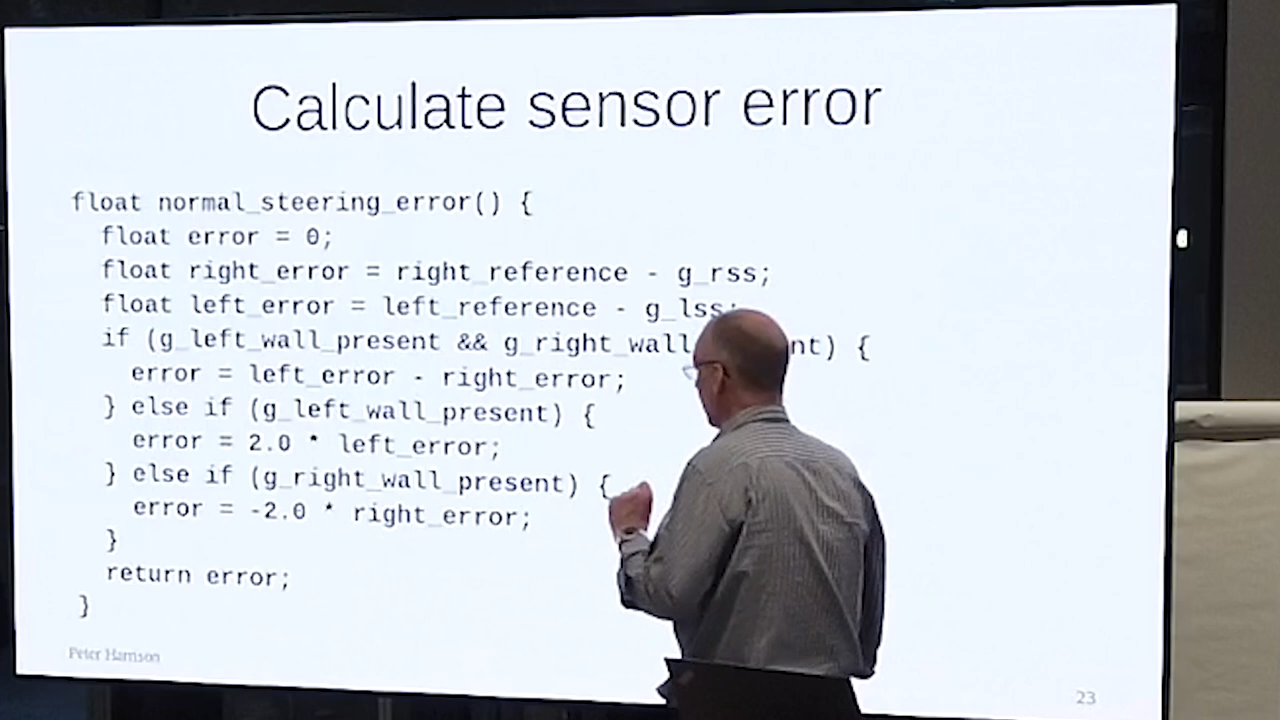 Calculate sensor error
float normal_steering_error() {
float error = 0;
float right_error = right_reference - g_rss;
float left_error = left_reference - g_lss;
if (g_left_wall_present && g_right_wall nt) {
error = left_error - right_error;
} else if (g_left_wall_present) {
error = 2.0 * left_error;
} else if (g_right_wall_present) {
error = -2.0 * right_error;
}
return error;
}
Peter Harrison
23